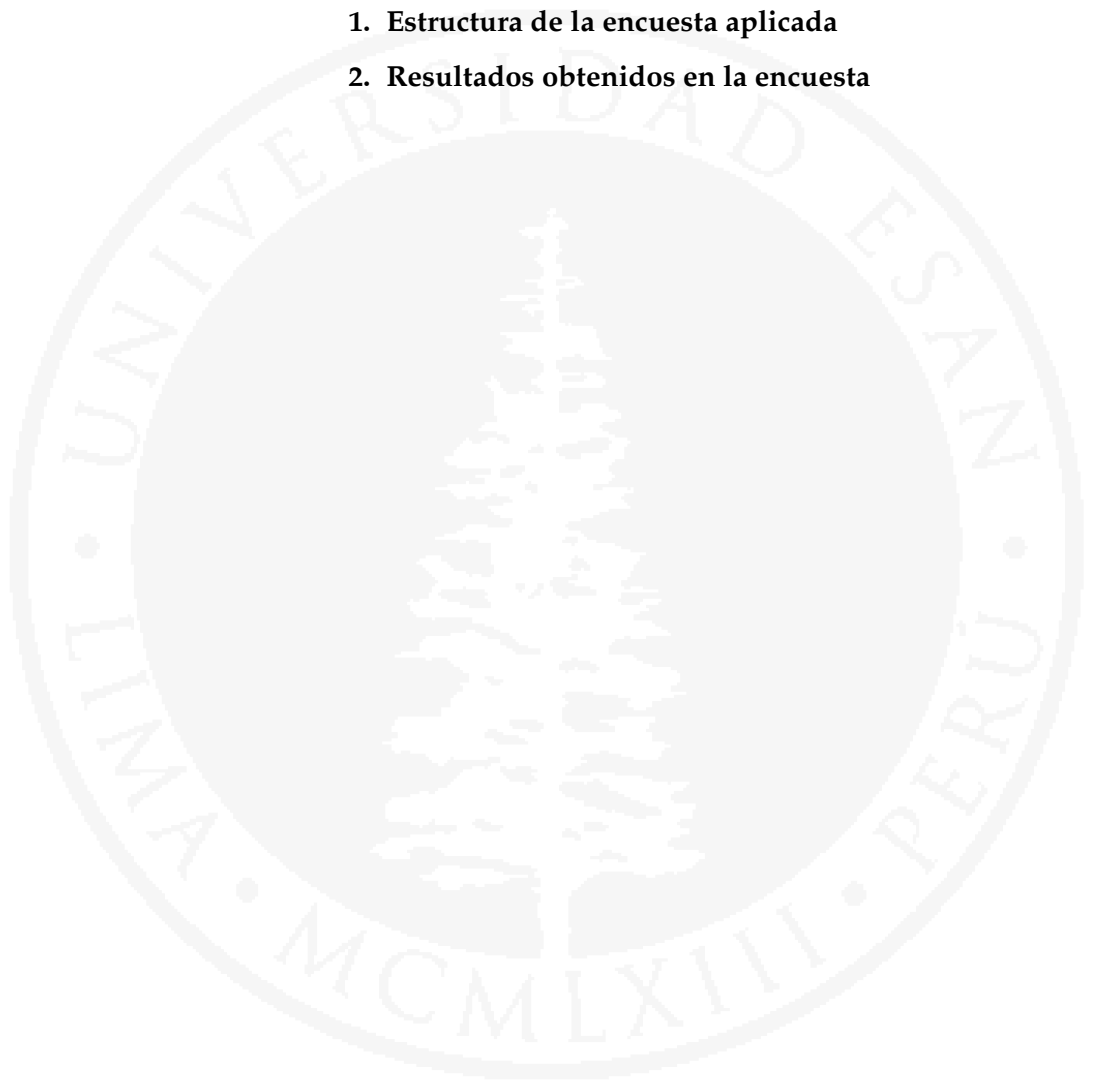 1. Estructura de la encuesta aplicada
2. Resultados obtenidos en la encuesta
UNIVERSIDAD ESAN
• LIMA • MCMLXIII • PERÚ •